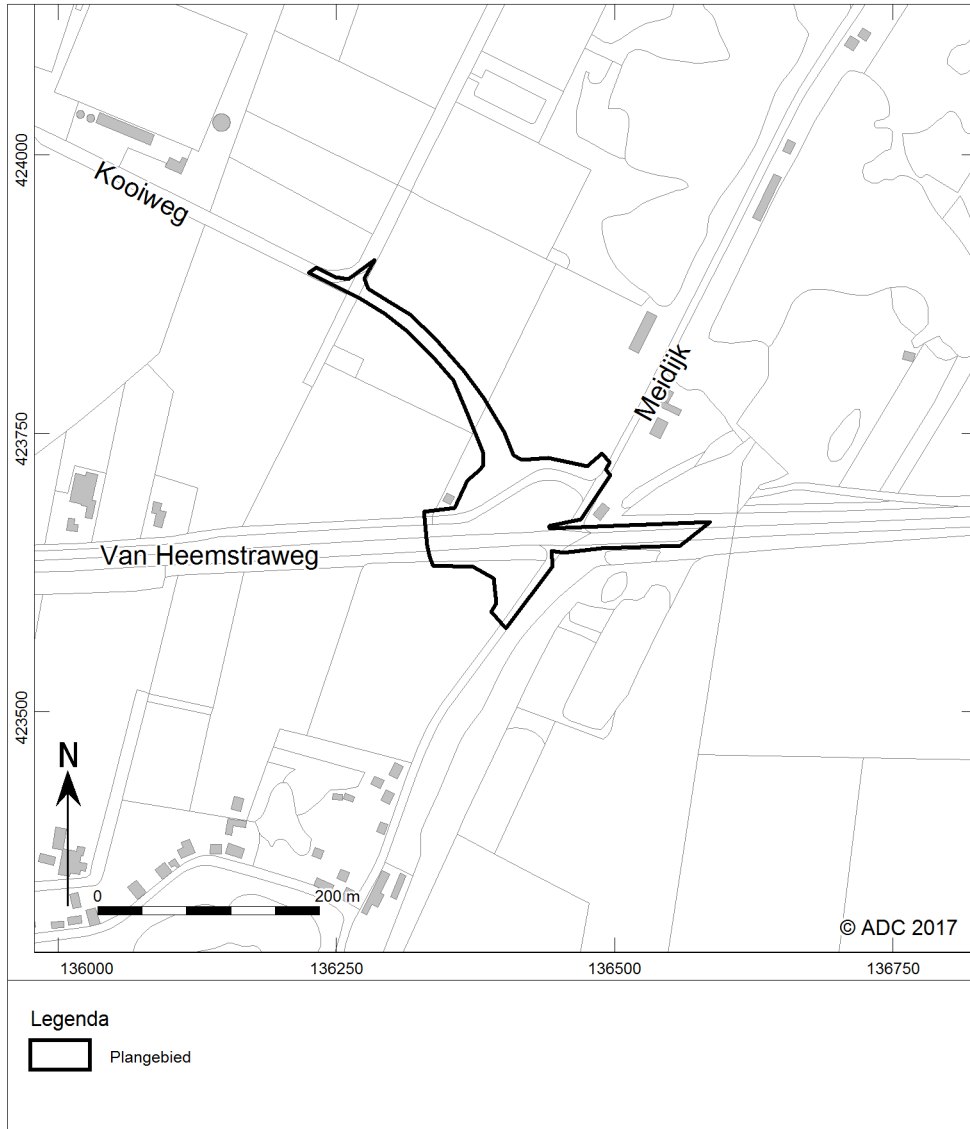 424000
Kooiweg
Meidijk
423750
Van Heemstraweg
423500
N
0 200 m
© ADC 2017
136000 136250 136500 136750
Legenda
Plangebied